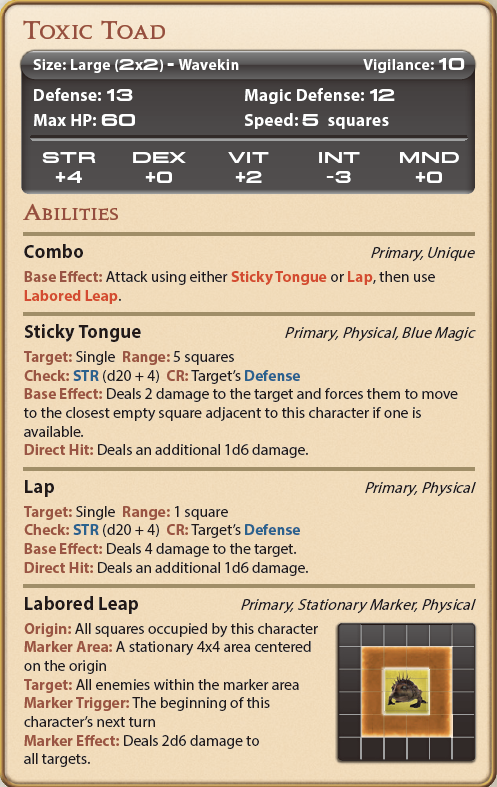 Toxic Toad
Size: Large (2x2) - Wavekin Vigilance: 10
Defense: 13 Magic Defense: 12
Max HP: 60 Speed: 5 squares
STR DEX VIT INT MND
+4 +0 +2 -3 +0
Abilities
Combo Primary, Unique
Base Effect: Attack using either Sticky Tongue or Lap, then use
Labored Leap.
Sticky Tongue Primary, Physical, Blue Magic
Target: Single Range: 5 squares
Check: STR (d20 + 4) CR: Target's Defense
Base Effect: Deals 2 damage to the target and forces them to move
to the closest empty square adjacent to this character if one is
available.
Direct Hit: Deals an additional 1d6 damage.
Lap Primary, Physical
Target: Single Range: 1 square
Check: STR (d20 + 4) CR: Target's Defense
Base Effect: Deals 4 damage to the target.
Direct Hit: Deals an additional 1d6 damage.
Labored Leap Primary, Stationary Marker, Physical
Origin: All squares occupied by this character
Marker Area: A stationary 4x4 area centered
on the origin
Target: All enemies within the marker area
Marker Trigger: The beginning of this
character's next turn
Marker Effect: Deals 2d6 damage to
all targets.